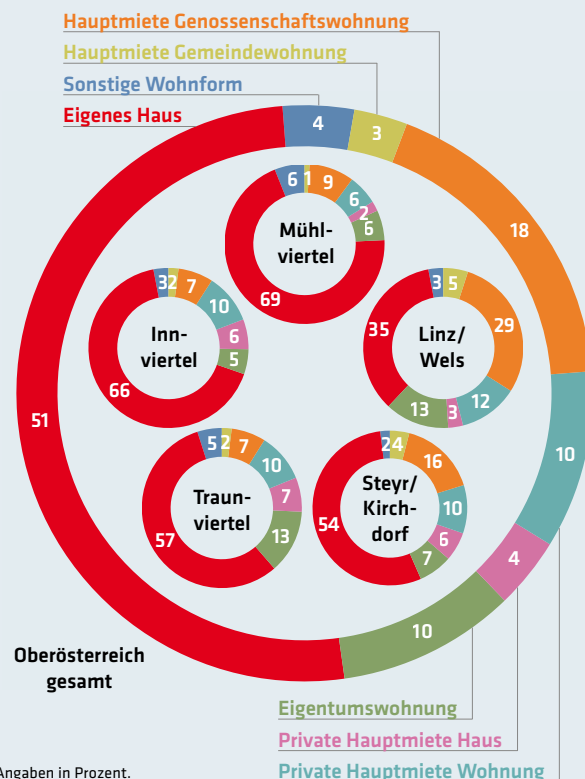 Hauptmiete Genossenschaftswohnung
Hauptmiete Gemeindewohnung
Sonstige Wohnform
Eigenes Haus
4
3
18
10
4
10
51
Mühl-
viertel
6
1
9
6
2
6
69
Inn-
viertel
3
2
7
10
6
5
66
Linz/
Wels
3
5
29
12
3
13
35
Traun-
viertel
5
2
7
10
7
13
57
Steyr/
Kirch-
dorf
2
4
16
10
6
7
54
Oberösterreich
gesamt
Eigentumswohnung
Private Hauptmiete Haus
Private Hauptmiete Wohnung
Angaben in Prozent.